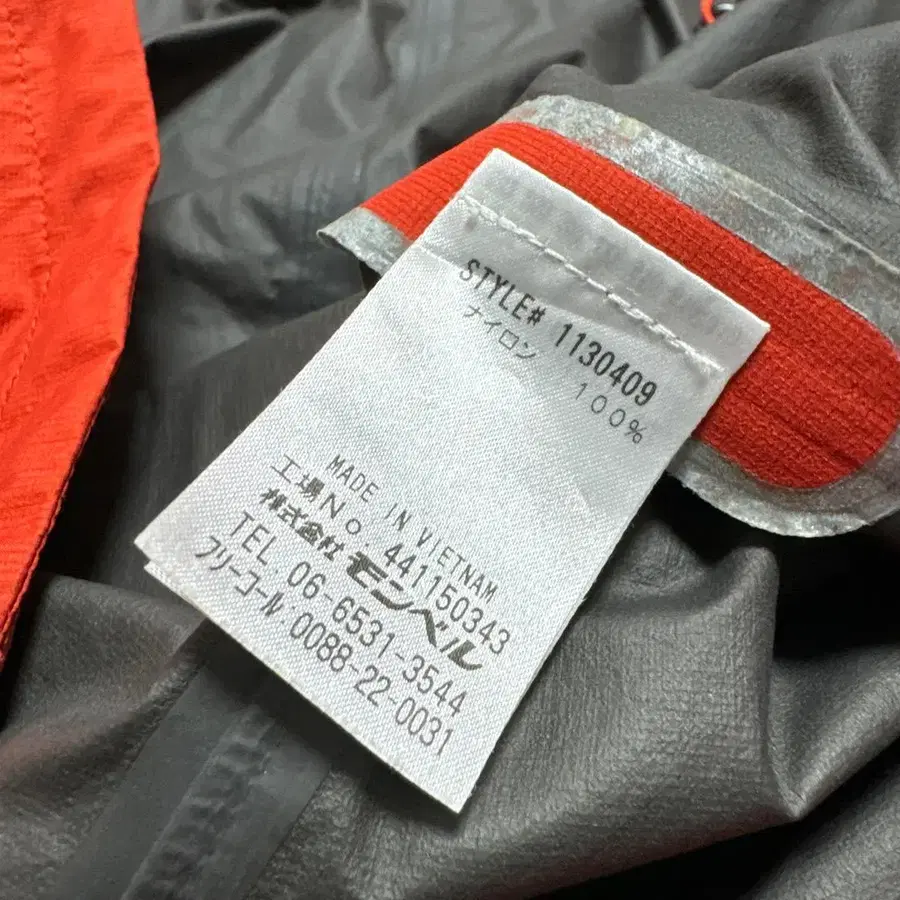 STYLE# 1130409
ナイロン 100%
MADE IN VIETNAM
工場No. 441150343
株式会社モンベル
TEL 06-6531-3544
フリーコール:0088-22-0031